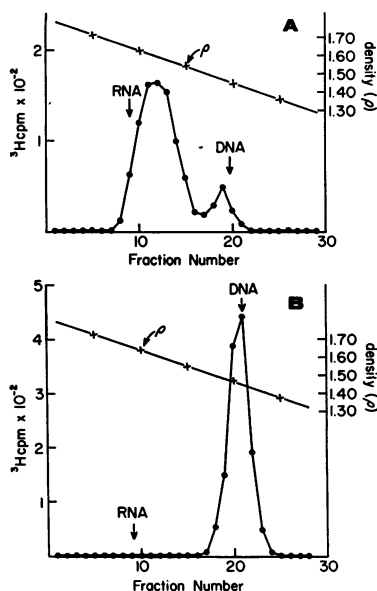 A
2
1
³Hcpm x 10⁻²
RNA
ρ
DNA
1.70
1.60
1.50
1.40
1.30
density (ρ)
10
20
30
Fraction Number
B
5
4
3
2
1
³Hcpm x 10⁻²
ρ
DNA
RNA
1.70
1.60
1.50
1.40
1.30
density (ρ)
10
20
30
Fraction Number